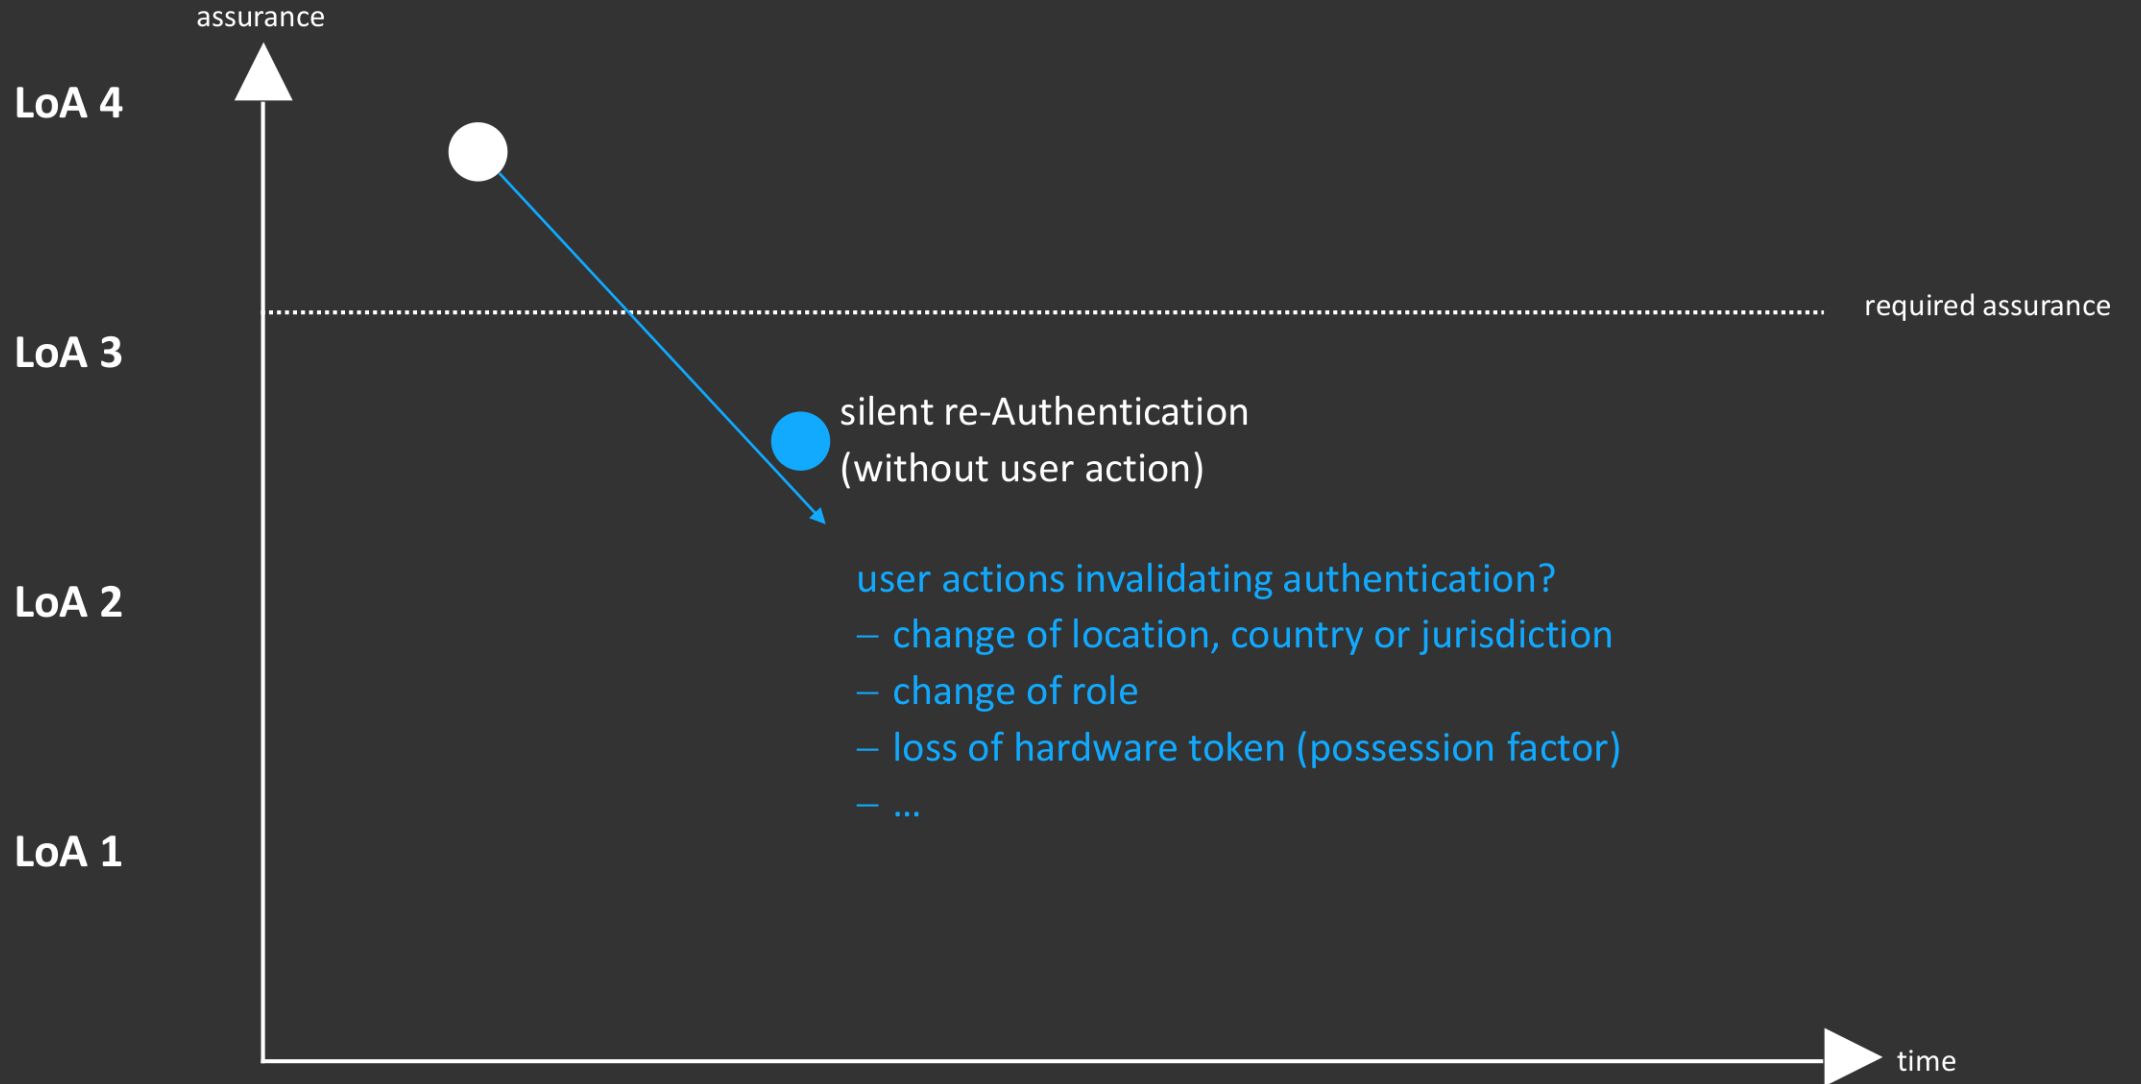 assurance
LoA 4
required assurance
LoA 3
silent re-Authentication
(without user action)
user actions invalidating authentication?
LoA 2
– change of location, country or jurisdiction
– change of role
– loss of hardware token (possession factor)
– ...
LoA 1
time